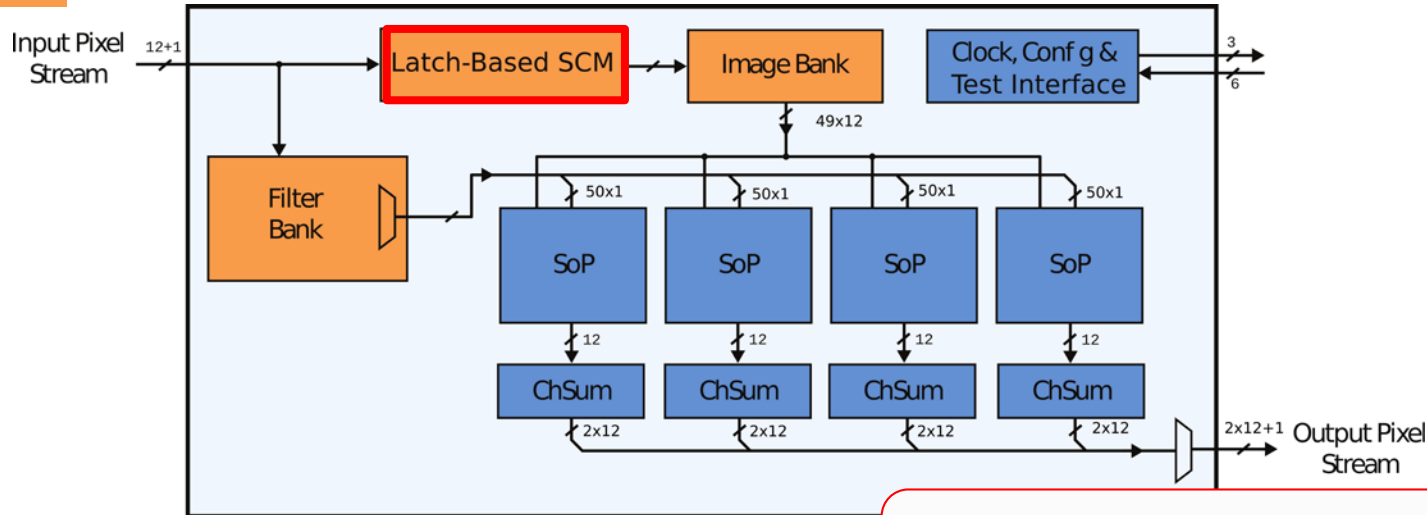 Input Pixel
Stream
12+1
Latch-Based SCM
Image Bank
Clock, Conf g &
Test Interface
3
6
49x12
Filter
Bank
50x1
50x1
50x1
50x1
SoP
SoP
SoP
SoP
12
12
12
12
ChSum
ChSum
ChSum
ChSum
2x12
2x12
2x12
2x12
2x12+1
Output Pixel
Stream